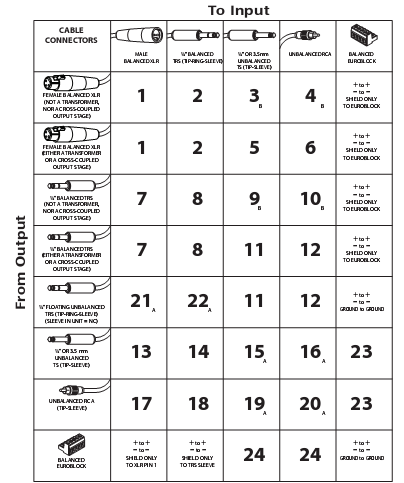 To Input
CABLE
CONNECTORS
MALE
BALANCED XLR
¼" BALANCED
TRS (TIP-RING-SLEEVE)
¼" OR 3.5mm
UNBALANCED
TS (TIP-SLEEVE)
UNBALANCED RCA
BALANCED
EUROBLOCK
From Output
FEMALE BALANCED XLR
(NOT A TRANSFORMER,
NOR A CROSS-COUPLED
OUTPUT STAGE)
1
2
3 B
4 B
+ to +
– to –
SHIELD ONLY
TO EUROBLOCK
FEMALE BALANCED XLR
(EITHER A TRANSFORMER
OR A CROSS-COUPLED
OUTPUT STAGE)
1
2
5
6
+ to +
– to –
SHIELD ONLY
TO EUROBLOCK
¼" BALANCED TRS
(NOT A TRANSFORMER,
NOR A CROSS-COUPLED
OUTPUT STAGE)
7
8
9 B
10 B
+ to +
– to –
SHIELD ONLY
TO EUROBLOCK
¼" BALANCED TRS
(EITHER A TRANSFORMER
OR A CROSS-COUPLED
OUTPUT STAGE)
7
8
11
12
+ to +
– to –
SHIELD ONLY
TO EUROBLOCK
¼" FLOATING UNBALANCED
TRS (TIP-RING-SLEEVE)
(SLEEVE IN UNIT = NC)
21 A
22 A
11
12
+ to +
– to –
GROUND to GROUND
¼" OR 3.5 mm
UNBALANCED
TS (TIP-SLEEVE)
13
14
15 A
16 A
23
UNBALANCED RCA
(TIP-SLEEVE)
17
18
19 A
20 A
23
BALANCED
EUROBLOCK
+ to +
– to –
SHIELD ONLY
TO XLR PIN 1
+ to +
– to –
SHIELD ONLY
TO TRS SLEEVE
24
24
+ to +
– to –
GROUND to GROUND